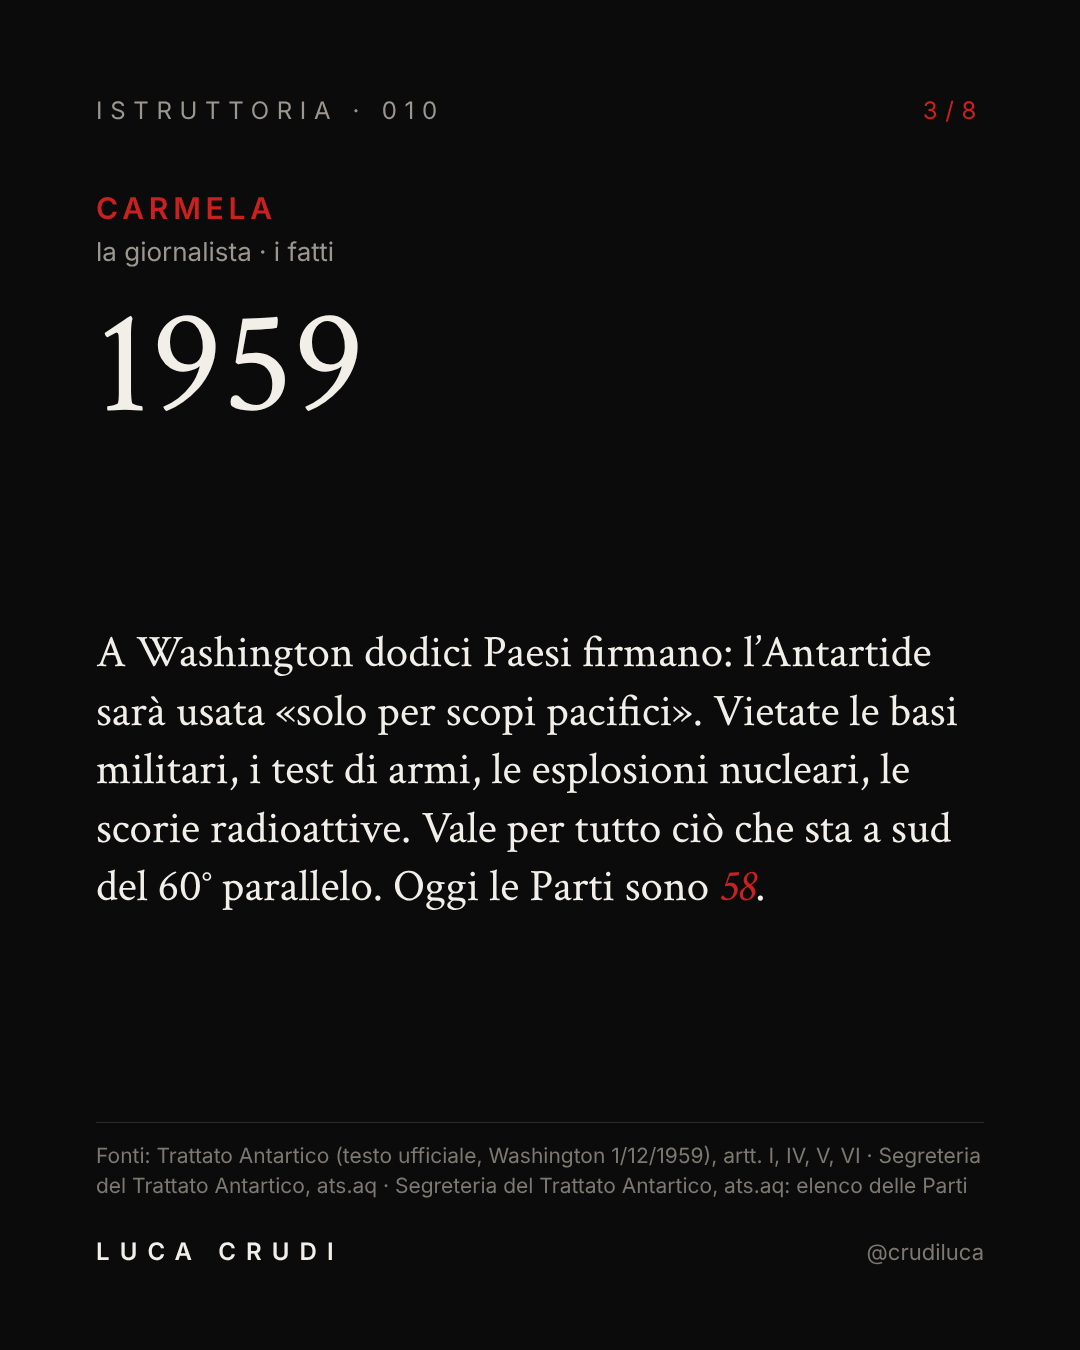 ISTRUTTORIA · 010
3/8
CARMELA
la giornalista · i fatti
1959
A Washington dodici Paesi firmano: l’Antartide
sarà usata «solo per scopi pacifici». Vietate le basi
militari, i test di armi, le esplosioni nucleari, le
scorie radioattive. Vale per tutto ciò che sta a sud
del 60° parallelo. Oggi le Parti sono 58.
Fonti: Trattato Antartico (testo ufficiale, Washington 1/12/1959), artt. I, IV, V, VI · Segreteria
del Trattato Antartico, ats.aq · Segreteria del Trattato Antartico, ats.aq: elenco delle Parti
LUCA CRUDI
@crudiluca